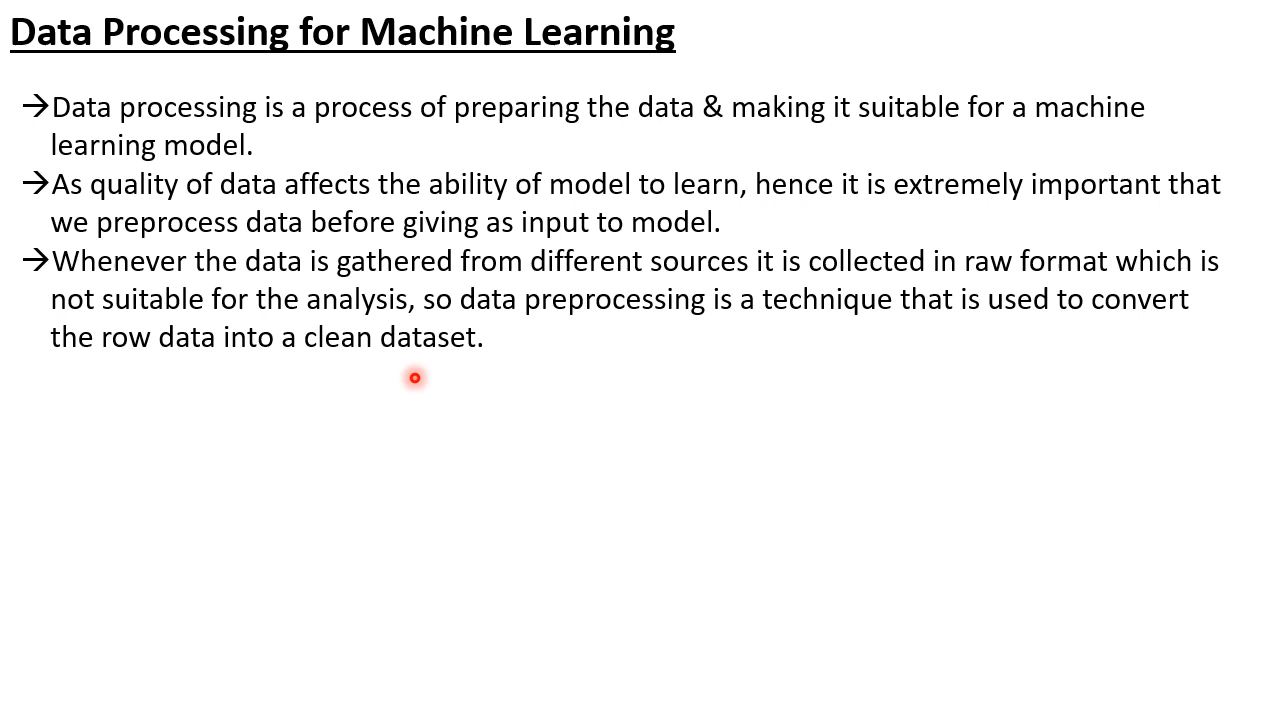 Data Processing for Machine Learning
→Data processing is a process of preparing the data & making it suitable for a machine
learning model.
→As quality of data affects the ability of model to learn, hence it is extremely important that
we preprocess data before giving as input to model.
→Whenever the data is gathered from different sources it is collected in raw format which is
not suitable for the analysis, so data preprocessing is a technique that is used to convert
the row data into a clean dataset.